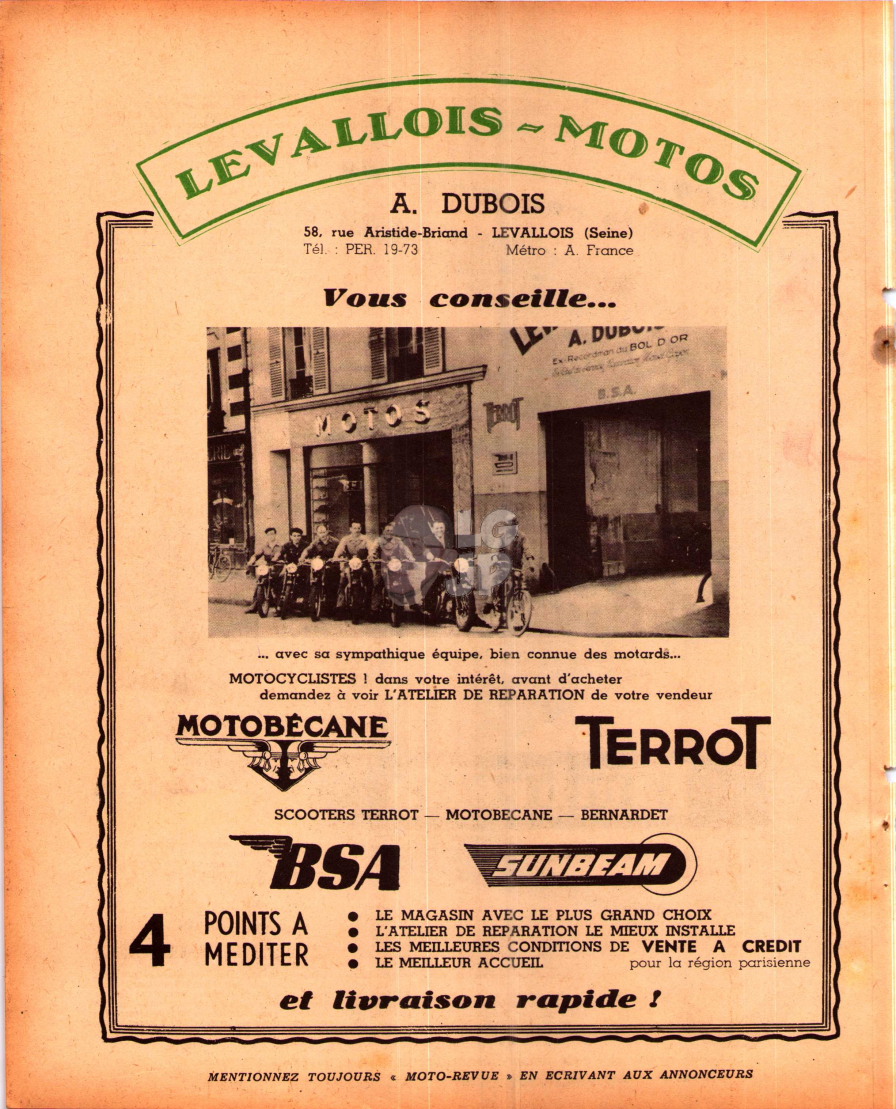 LEVALLOIS - MOTOS
A. DUBOIS
58, rue Aristide-Briand - LEVALLOIS (Seine)
Tél. : PER. 19-73 Métro : A. France
Vous conseille...
A. DUBOIS
Ex-Recordman du BOL D'OR
B.S.A.
TERROT
MOTOS
... avec sa sympathique équipe, bien connue des motards...
MOTOCYCLISTES ! dans votre intérêt, avant d'acheter
demandez à voir L'ATELIER DE REPARATION de votre vendeur
MOTOBÉCANE
TERROT
SCOOTERS TERROT — MOTOBECANE — BERNARDET
BSA
SUNBEAM
4 POINTS A MEDITER
● LE MAGASIN AVEC LE PLUS GRAND CHOIX
● L'ATELIER DE REPARATION LE MIEUX INSTALLE
● LES MEILLEURES CONDITIONS DE VENTE A CREDIT
● LE MEILLEUR ACCUEIL pour la région parisienne
et livraison rapide !
MENTIONNEZ TOUJOURS « MOTO-REVUE » EN ECRIVANT AUX ANNONCEURS